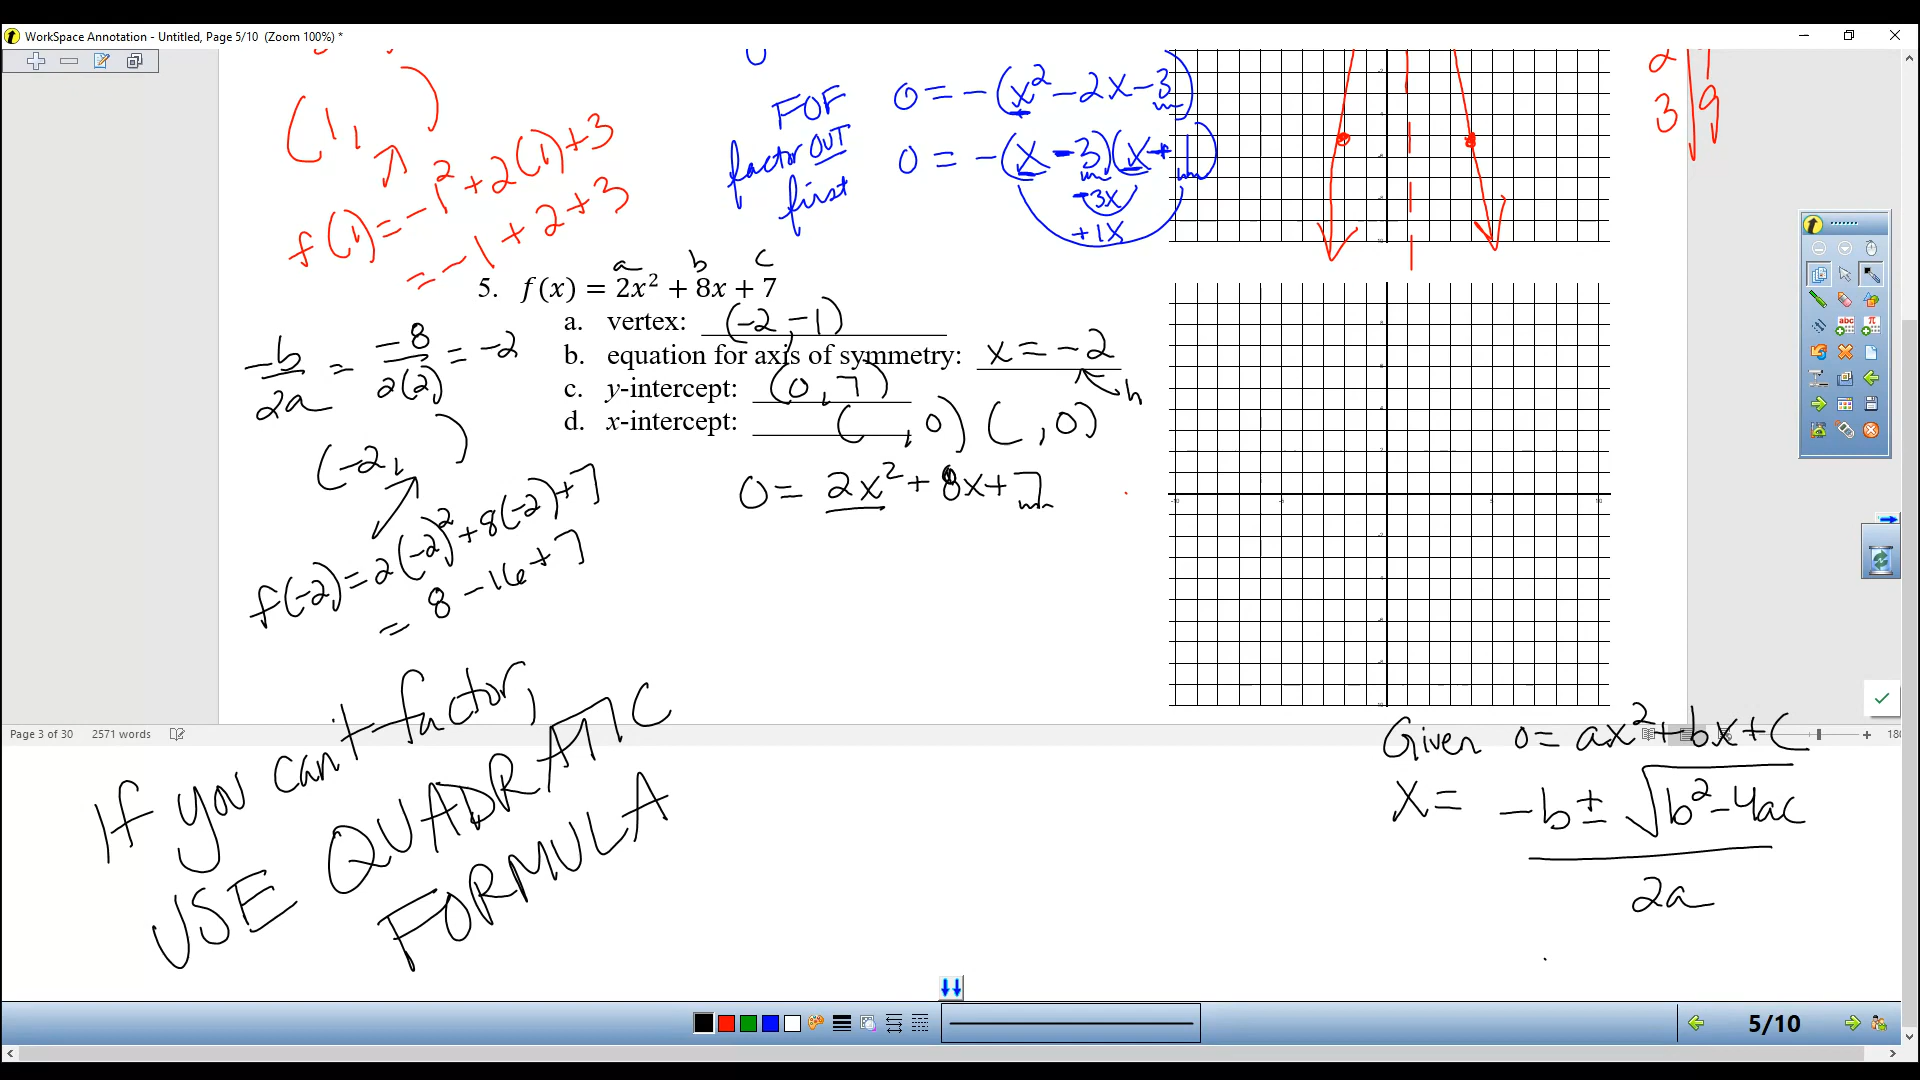 WorkSpace Annotation - Untitled, Page 5/10 (Zoom 100%) *
(1, )
f(1) = -1² + 2(1) + 3
= -1 + 2 + 3
FOF
factor OUT
first
0 = -(x² - 2x - 3)
0 = -(x - 3)(x + 1)
-3x
+1x
3 | 9
a b c
5. f(x) = 2x² + 8x + 7
a. vertex: (-2, -1)
b. equation for axis of symmetry: x = -2
h
c. y-intercept: (0, 7)
d. x-intercept: ( , 0) ( , 0)
-b/2a = -8/2(2) = -2
(-2, )
f(-2) = 2(-2)² + 8(-2) + 7
= 8 - 16 + 7
0 = 2x² + 8x + 7
If you can't factor,
USE QUADRATIC
FORMULA
Page 3 of 30 2571 words
Given 0 = ax² + bx + c
x = -b ± √b² - 4ac
2a
5/10